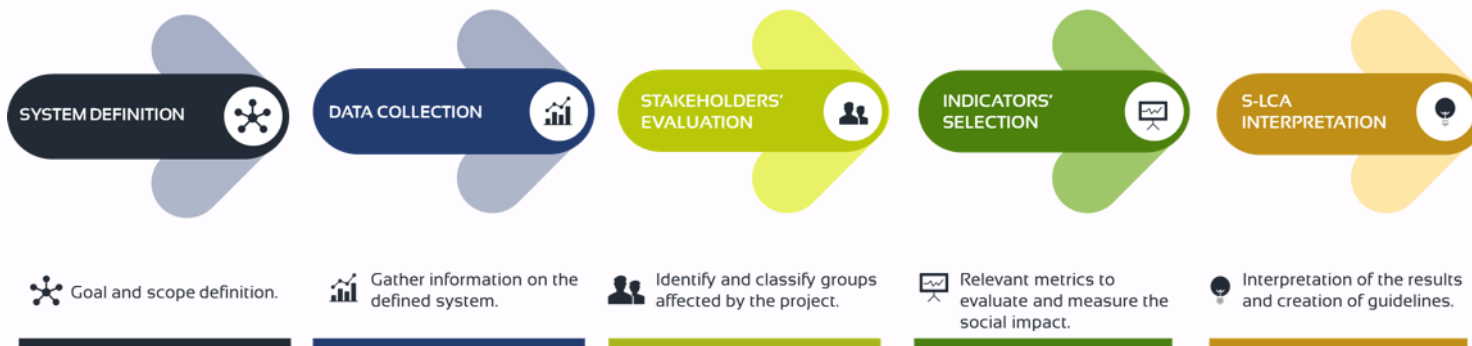 SYSTEM DEFINITION
DATA COLLECTION
STAKEHOLDERS'
EVALUATION
INDICATORS'
SELECTION
S-LCA
INTERPRETATION
Goal and scope definition.
Gather information on the
defined system.
Identify and classify groups
affected by the project.
Relevant metrics to
evaluate and measure the
social impact.
Interpretation of the results
and creation of guidelines.